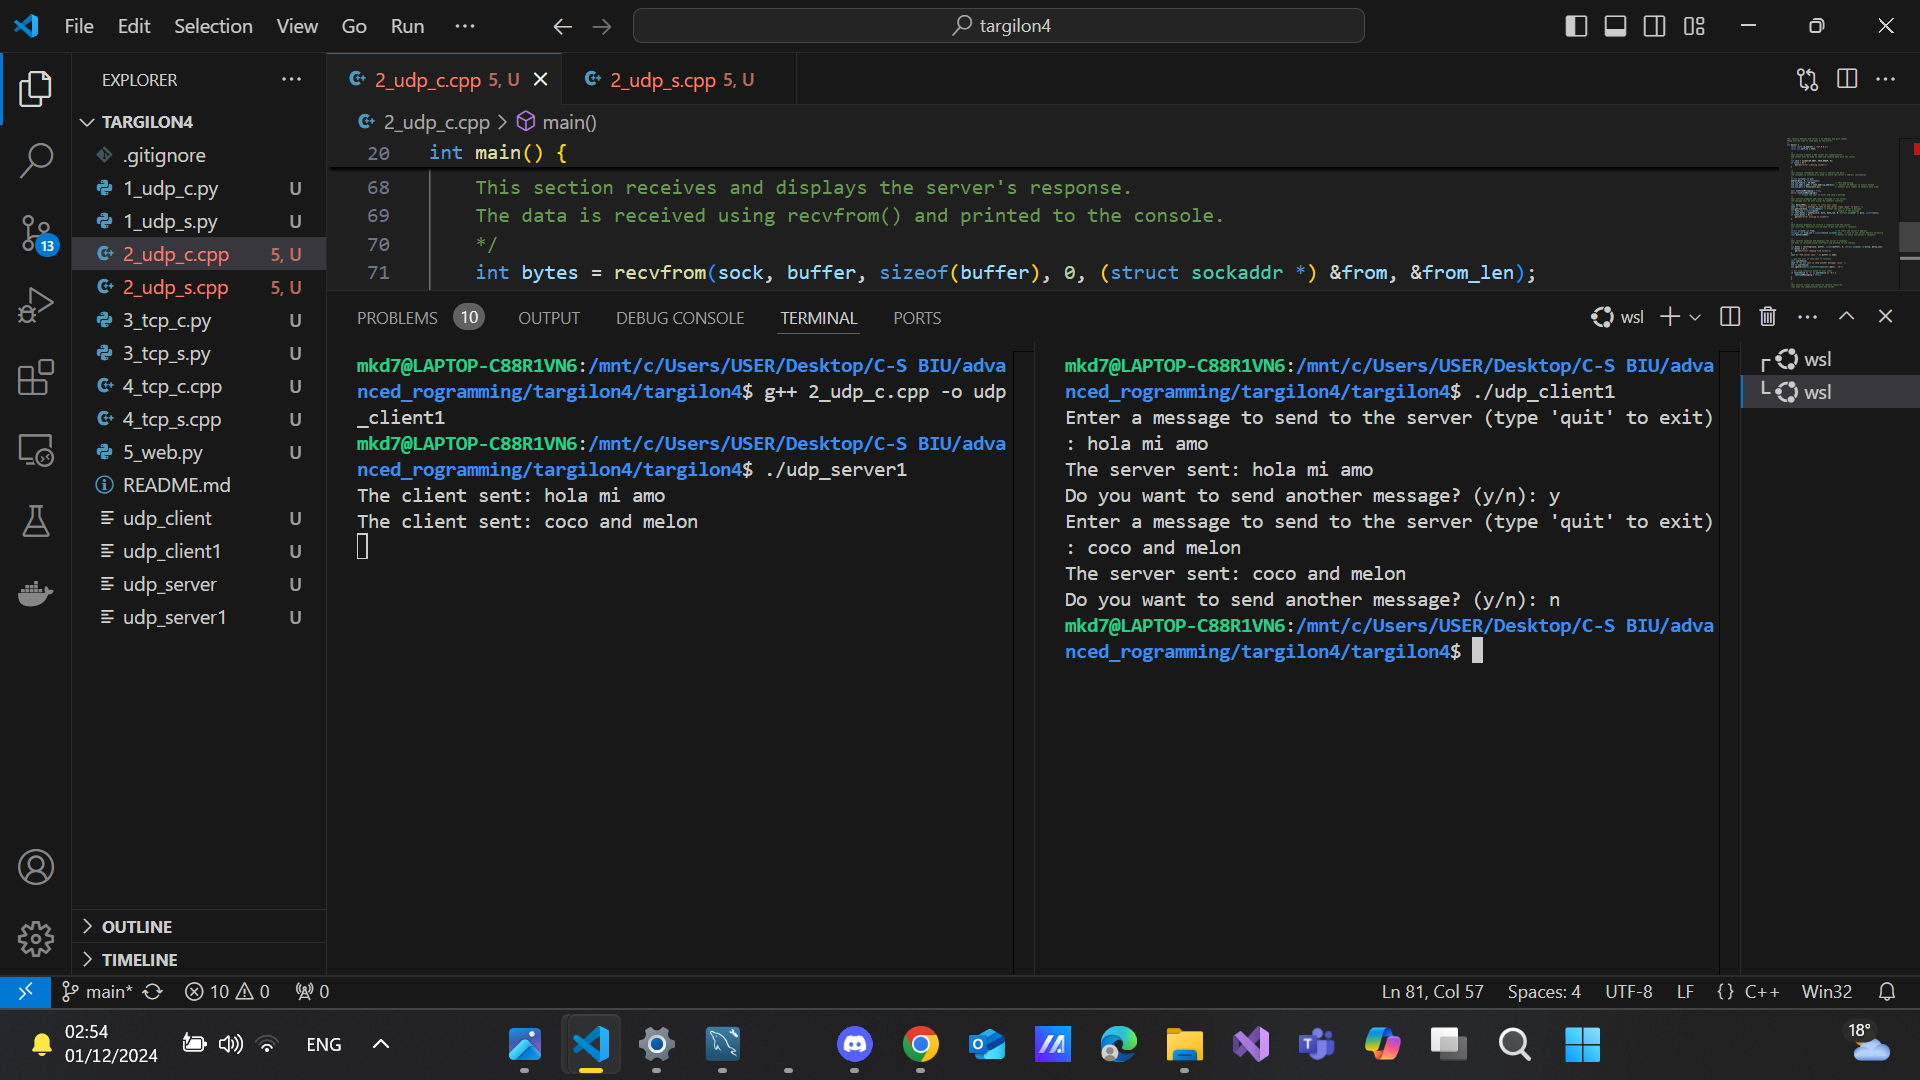 File Edit Selection View Go Run ··· targilon4
EXPLORER ···
2_udp_c.cpp 5, U
2_udp_s.cpp 5, U
TARGILON4
.gitignore
1_udp_c.py U
1_udp_s.py U
2_udp_c.cpp 5, U
2_udp_s.cpp 5, U
3_tcp_c.py U
3_tcp_s.py U
4_tcp_c.cpp U
4_tcp_s.cpp U
5_web.py U
README.md
udp_client U
udp_client1 U
udp_server U
udp_server1 U
OUTLINE
TIMELINE
13
2_udp_c.cpp > main()
20 int main() {
68 This section receives and displays the server's response.
69 The data is received using recvfrom() and printed to the console.
70 */
71 int bytes = recvfrom(sock, buffer, sizeof(buffer), 0, (struct sockaddr *) &from, &from_len);
PROBLEMS 10 OUTPUT DEBUG CONSOLE TERMINAL PORTS
wsl
mkd7@LAPTOP-C88R1VN6:/mnt/c/Users/USER/Desktop/C-S BIU/adva
nced_rogramming/targilon4/targilon4$ g++ 2_udp_c.cpp -o udp
_client1
mkd7@LAPTOP-C88R1VN6:/mnt/c/Users/USER/Desktop/C-S BIU/adva
nced_rogramming/targilon4/targilon4$ ./udp_server1
The client sent: hola mi amo
The client sent: coco and melon
mkd7@LAPTOP-C88R1VN6:/mnt/c/Users/USER/Desktop/C-S BIU/adva
nced_rogramming/targilon4/targilon4$ ./udp_client1
Enter a message to send to the server (type 'quit' to exit)
: hola mi amo
The server sent: hola mi amo
Do you want to send another message? (y/n): y
Enter a message to send to the server (type 'quit' to exit)
: coco and melon
The server sent: coco and melon
Do you want to send another message? (y/n): n
mkd7@LAPTOP-C88R1VN6:/mnt/c/Users/USER/Desktop/C-S BIU/adva
nced_rogramming/targilon4/targilon4$
wsl
wsl
main* 10 0 0 Ln 81, Col 57 Spaces: 4 UTF-8 LF {} C++ Win32
02:54
01/12/2024
ENG
18°